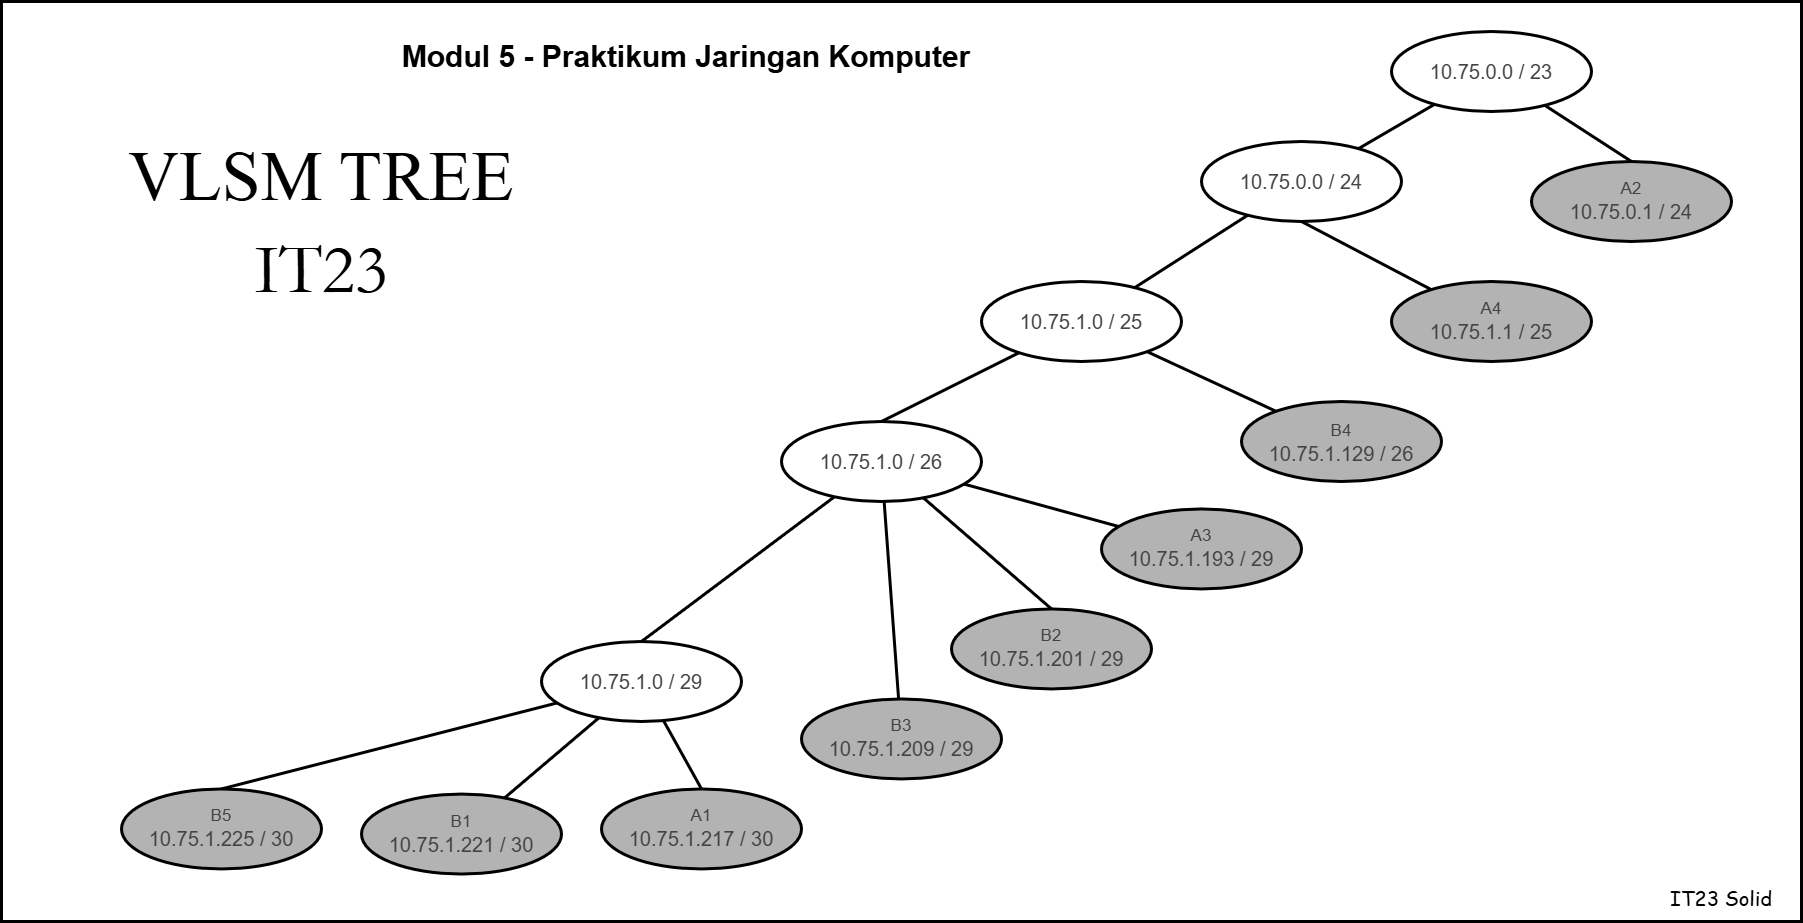 Modul 5 - Praktikum Jaringan Komputer
VLSM TREE
IT23
10.75.0.0 / 23
10.75.0.0 / 24
A2
10.75.0.1 / 24
10.75.1.0 / 25
A4
10.75.1.1 / 25
10.75.1.0 / 26
B4
10.75.1.129 / 26
A3
10.75.1.193 / 29
B2
10.75.1.201 / 29
10.75.1.0 / 29
B3
10.75.1.209 / 29
B5
10.75.1.225 / 30
B1
10.75.1.221 / 30
A1
10.75.1.217 / 30
IT23 Solid